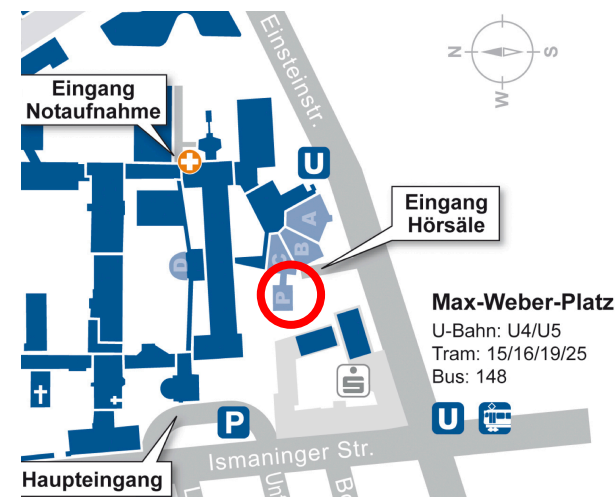 Einsteinstr.
N
S
W
Eingang
Notaufnahme
U
A
B
C
D
P
Eingang
Hörsäle
Max-Weber-Platz
U-Bahn: U4/U5
Tram: 15/16/19/25
Bus: 148
U
S
P
Haupteingang
Ismaninger Str.